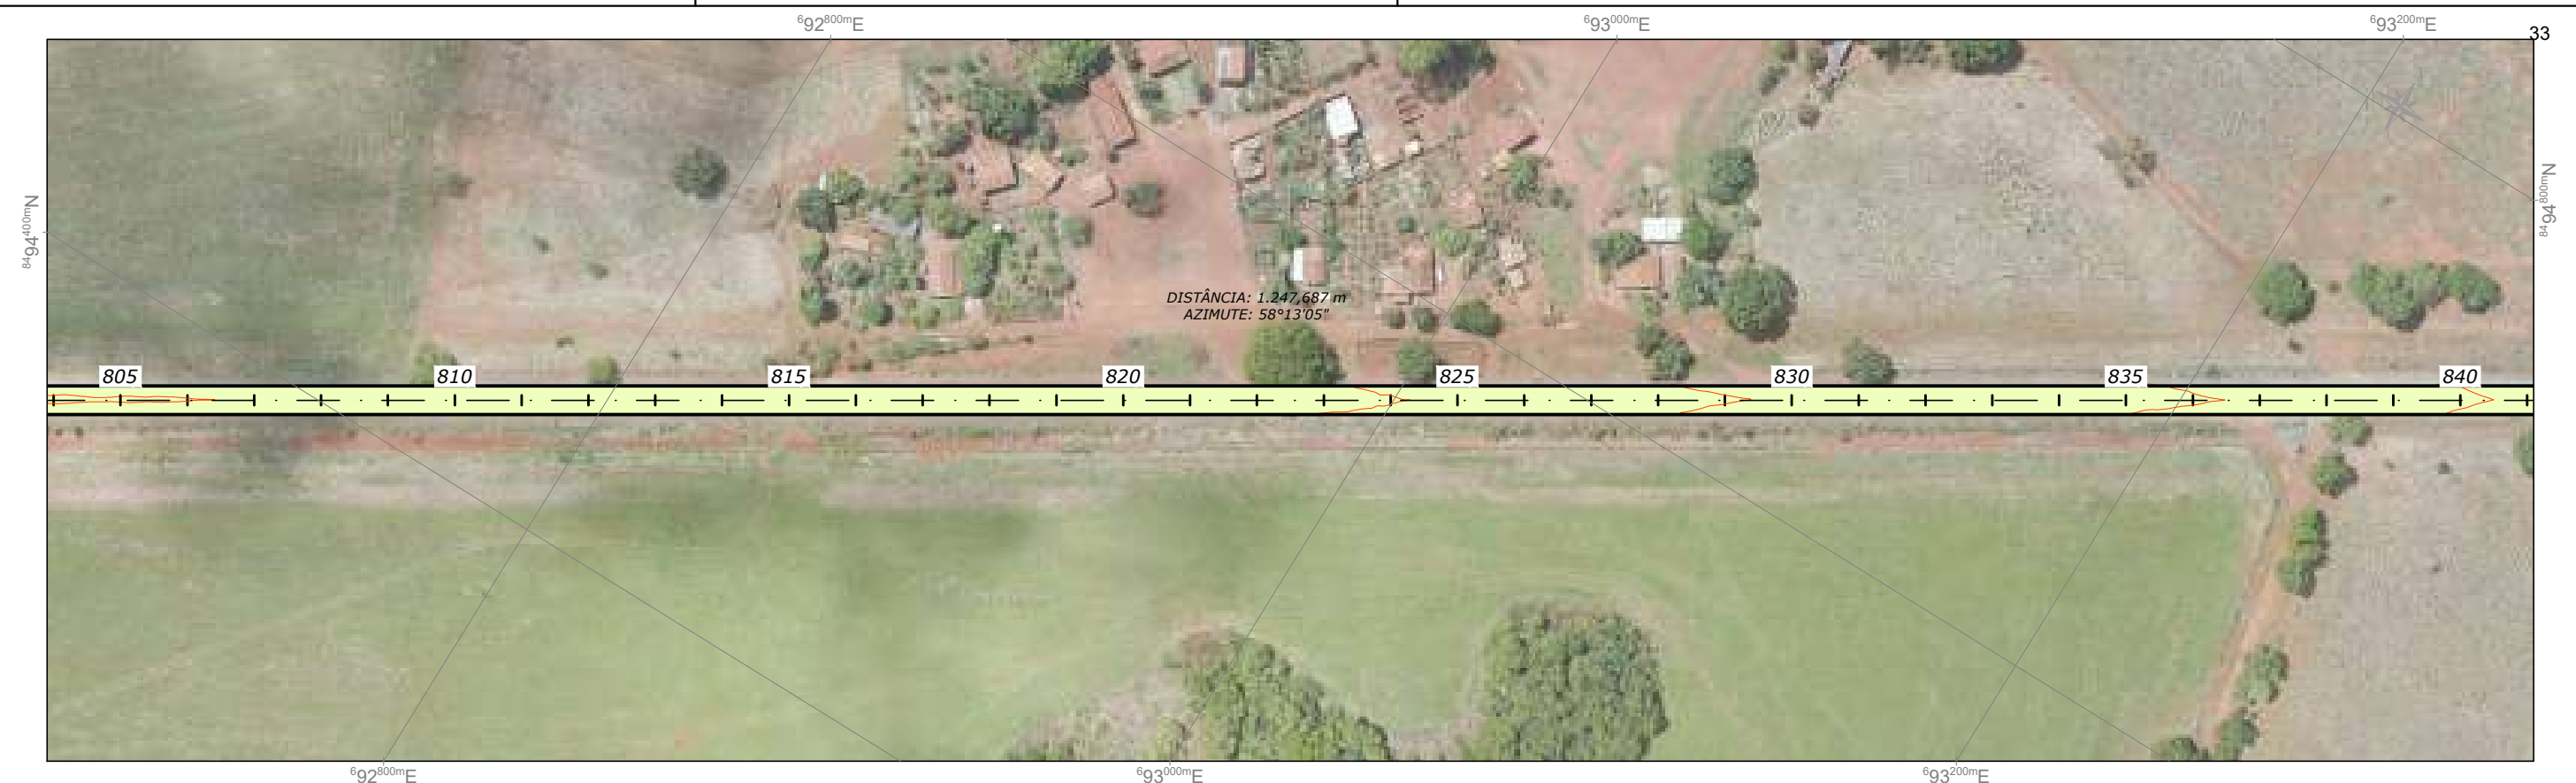 ⁶92⁸⁰⁰ᵐE
⁶93⁰⁰⁰ᵐE
⁶93²⁰⁰ᵐE
33
⁸⁴94⁴⁰⁰ᵐN
⁸⁴94⁸⁰⁰ᵐN
DISTÂNCIA: 1.247,687 m
AZIMUTE: 58°13'05"
805 810 815 820 825 830 835 840
⁶92⁸⁰⁰ᵐE
⁶93⁰⁰⁰ᵐE
⁶93²⁰⁰ᵐE